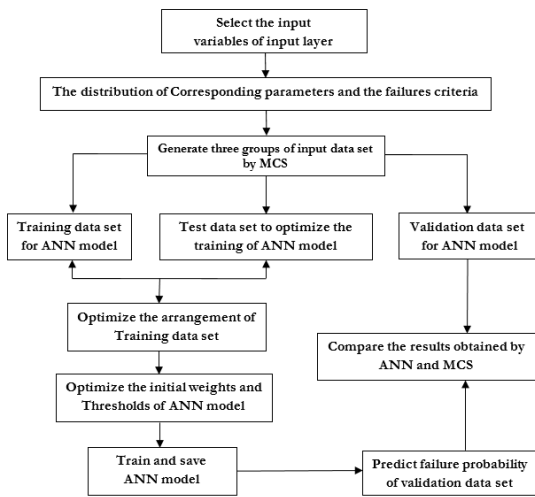 Select the input
variables of input layer
The distribution of Corresponding parameters and the failures criteria
Generate three groups of input data set
by MCS
Training data set
for ANN model
Test data set to optimize the
training of ANN model
Validation data set
for ANN model
Optimize the arrangement of
Training data set
Compare the results obtained by
ANN and MCS
Optimize the initial weights and
Thresholds of ANN model
Train and save
ANN model
Predict failure probability
of validation data set